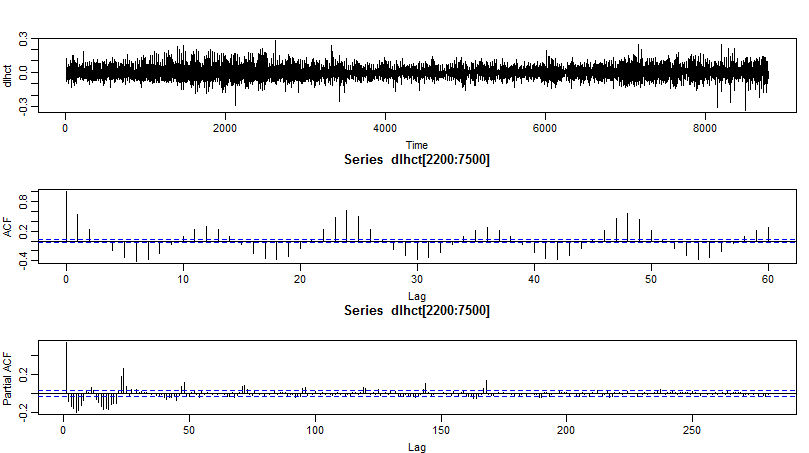 dlhct
-0.3 0.0 0.3
0 2000 4000 6000 8000
Time
Series dlhct[2200:7500]
ACF
-0.4 0.2 0.8
0 10 20 30 40 50 60
Lag
Series dlhct[2200:7500]
Partial ACF
-0.2 0.2
0 50 100 150 200 250
Lag